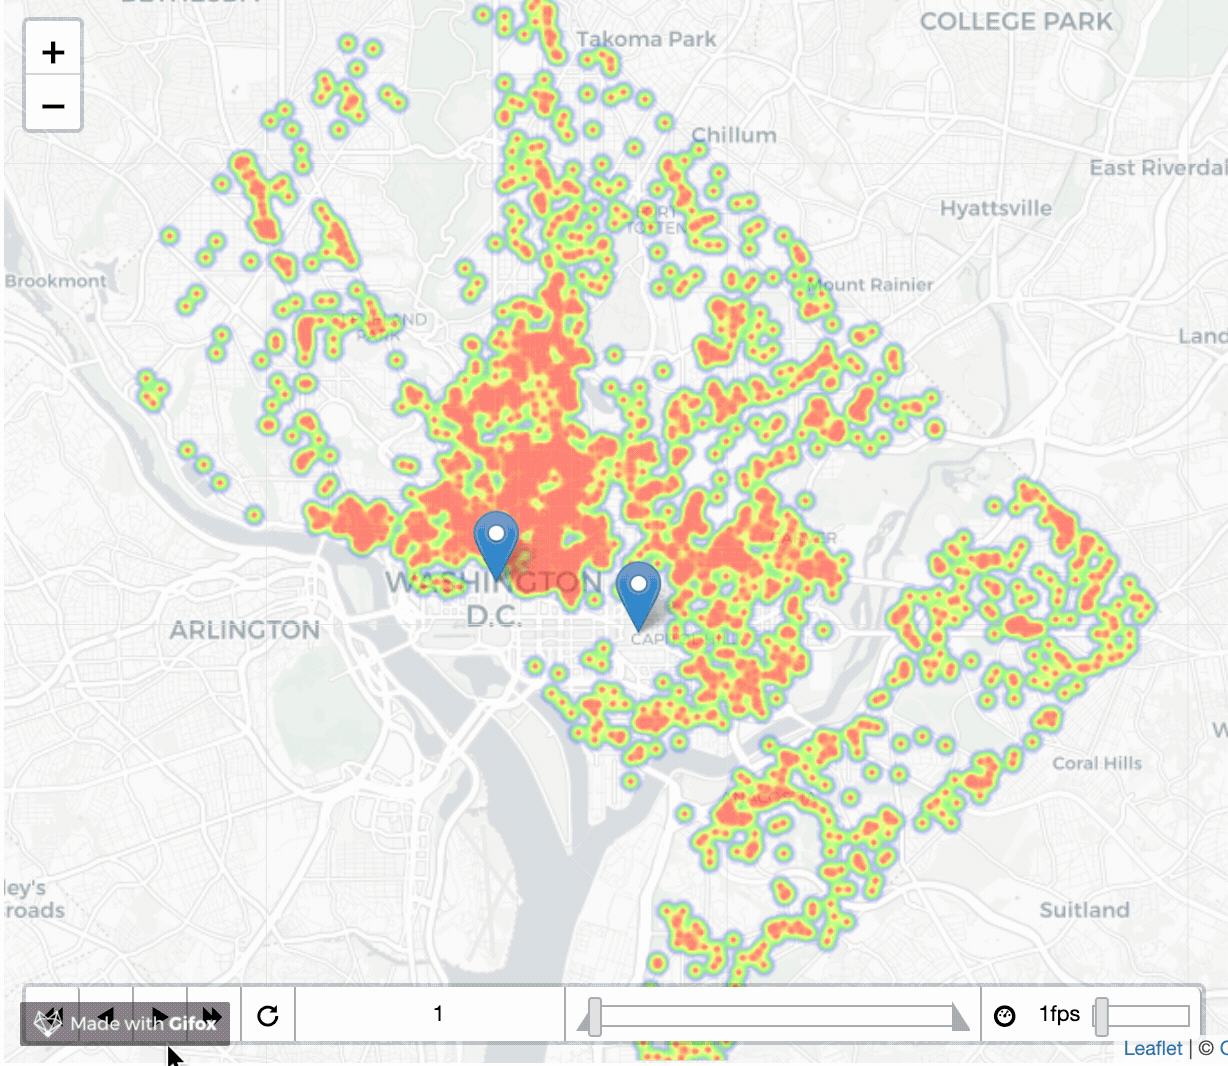 COLLEGE PARK
Takoma Park
Chillum
East Riverdal
Hyattsville
Brookmont
Mount Rainier
Land
WASHINGTON
D.C.
ARLINGTON
Coral Hills
W
ley's
roads
Suitland
Made with Gifox
1
1fps
Leaflet | ©